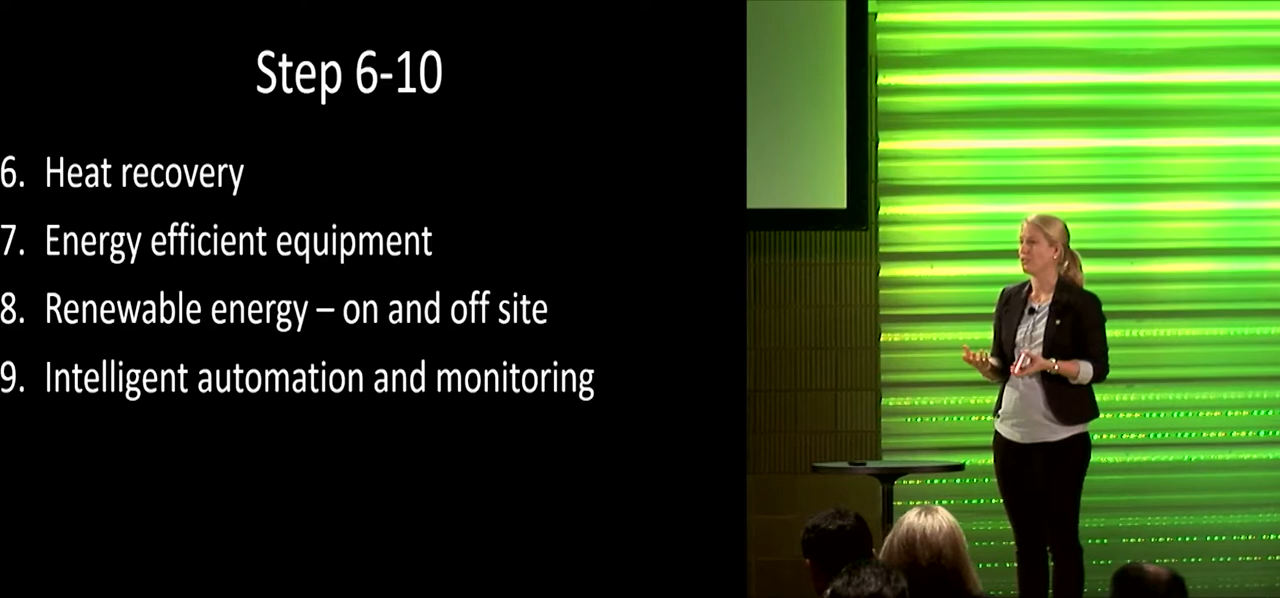 Step 6-10
6. Heat recovery
7. Energy efficient equipment
8. Renewable energy – on and off site
9. Intelligent automation and monitoring